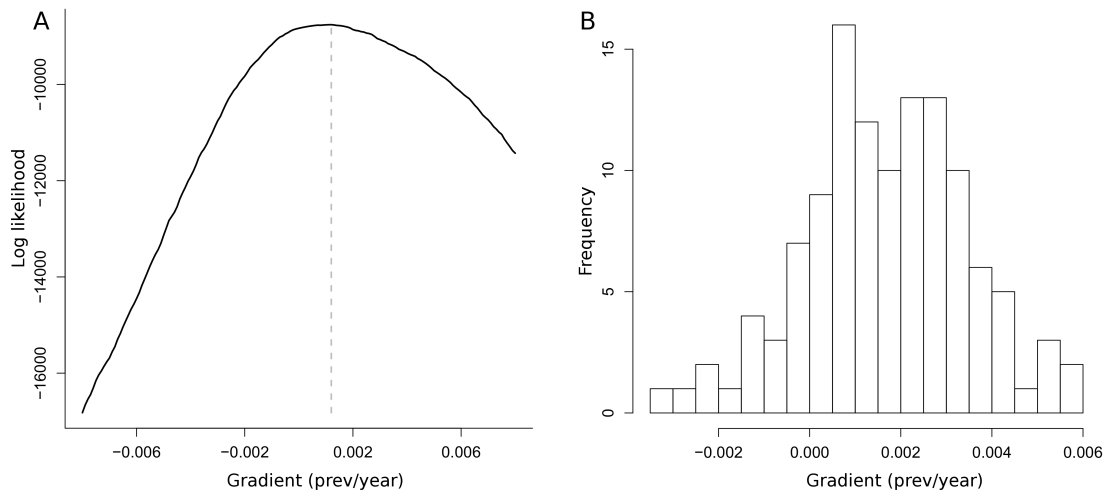 A
Log likelihood
−10000
−12000
−14000
−16000
−0.006
−0.002
0.002
0.006
Gradient (prev/year)
B
Frequency
15
10
5
0
−0.002
0.000
0.002
0.004
0.006
Gradient (prev/year)